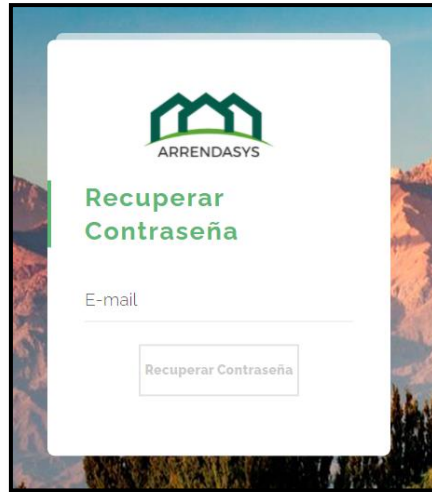 ARRENDASYS
Recuperar
Contraseña
E-mail
Recuperar Contraseña